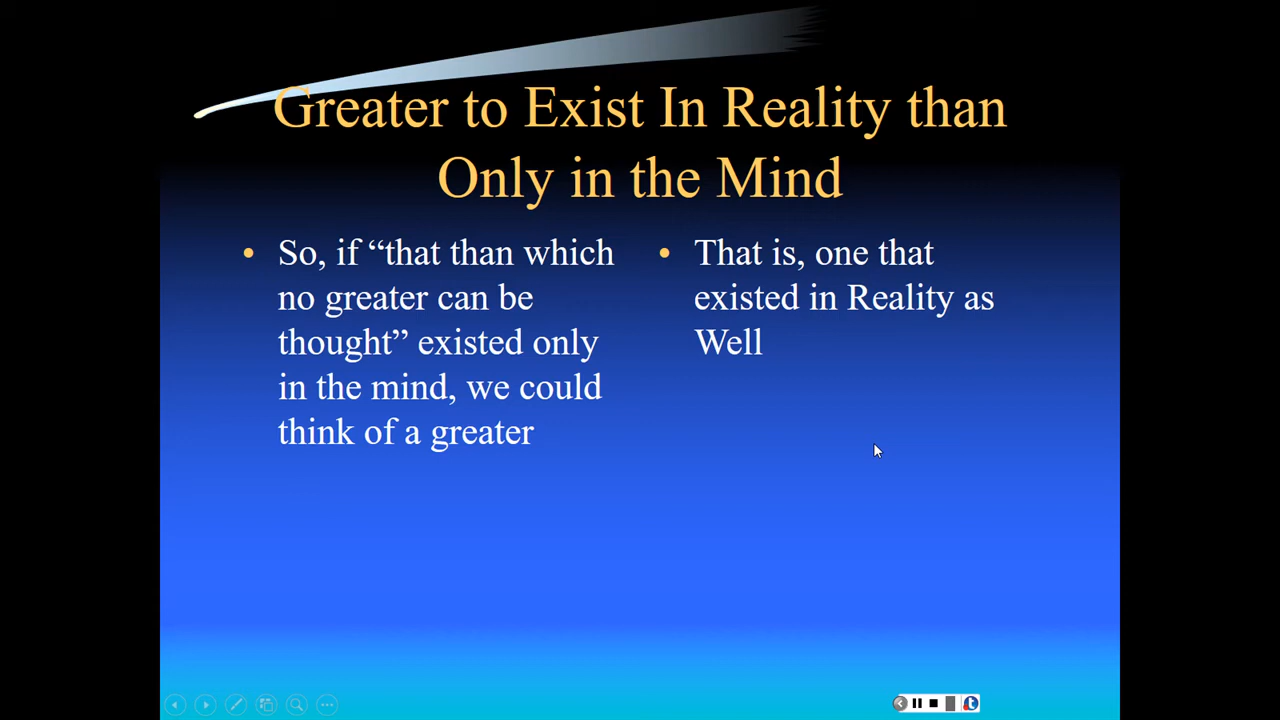 Greater to Exist In Reality than
Only in the Mind
• So, if “that than which
no greater can be
thought” existed only
in the mind, we could
think of a greater
• That is, one that
existed in Reality as
Well